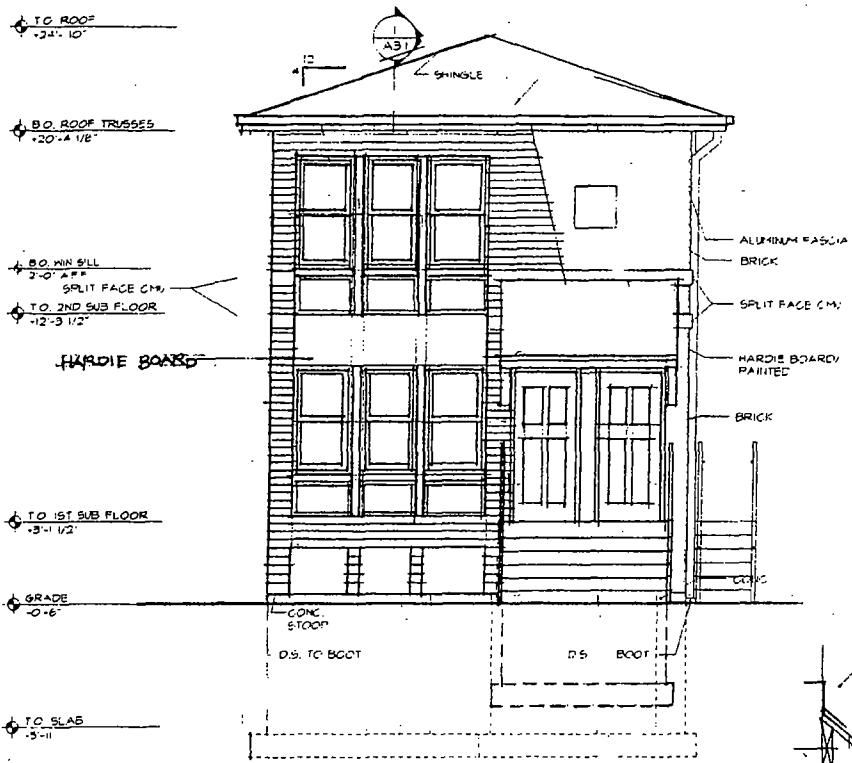 T.O. ROOF
+24'- 10"
1
A3.1
12
4
SHINGLE
B.O. ROOF TRUSSES
+20'-4 1/8"
ALUMINUM FASCIA
BRICK
B.O. WIN SILL
2'-0" AFF
SPLIT FACE CMU
SPLIT FACE CMU
T.O. 2ND SUB FLOOR
+12'-3 1/2"
HARDIE BOARD
HARDIE BOARD/
PAINTED
BRICK
T.O. 1ST SUB FLOOR
+3'-1 1/2"
GRADE
-0'-6"
CONC.
STOOP
D.S. TO BOOT
D.S. BOOT
T.O. SLAB
-5'-11